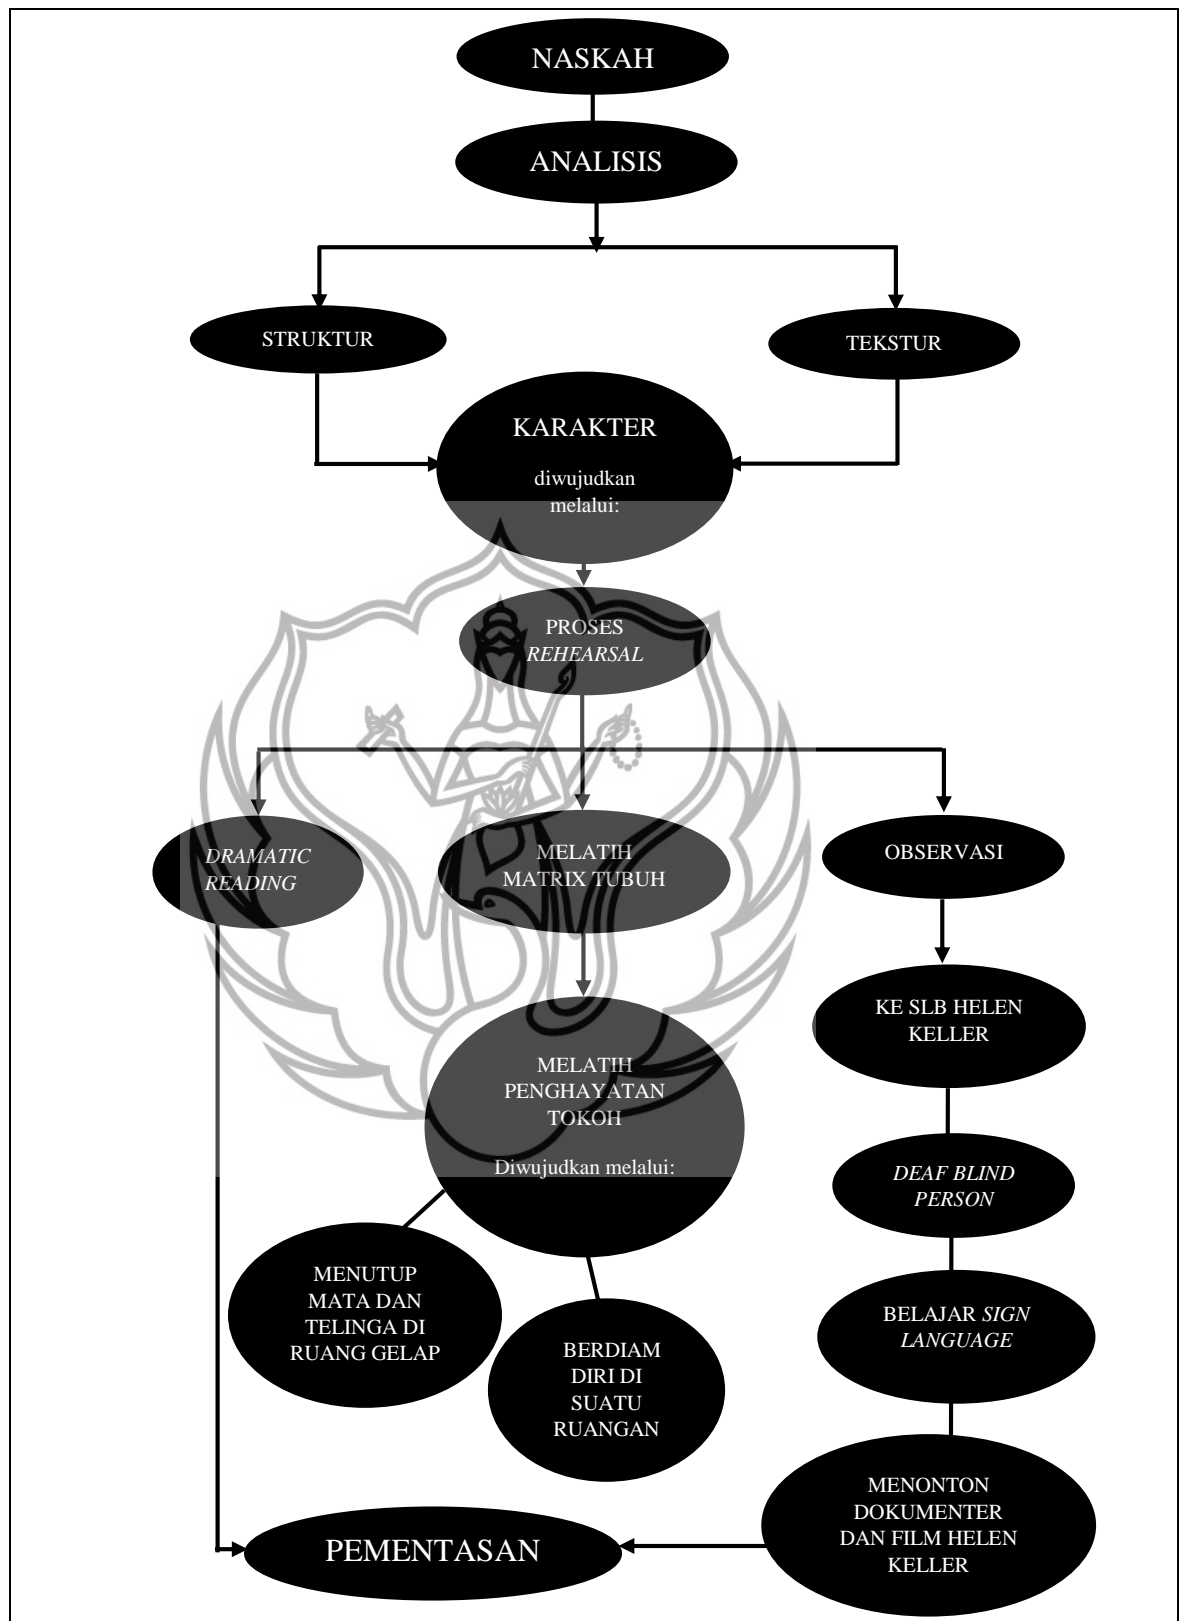 NASKAH
ANALISIS
STRUKTUR
TEKSTUR
KARAKTER
diwujudkan
melalui:
PROSES
REHEARSAL
DRAMATIC
READING
MELATIH
MATRIX TUBUH
OBSERVASI
KE SLB HELEN
KELLER
MELATIH
PENGHAYATAN
TOKOH
Diwujudkan melalui:
DEAF BLIND
PERSON
MENUTUP
MATA DAN
TELINGA DI
RUANG GELAP
BERDIAM
DIRI DI
SUATU
RUANGAN
BELAJAR SIGN
LANGUAGE
MENONTON
DOKUMENTER
DAN FILM HELEN
KELLER
PEMENTASAN